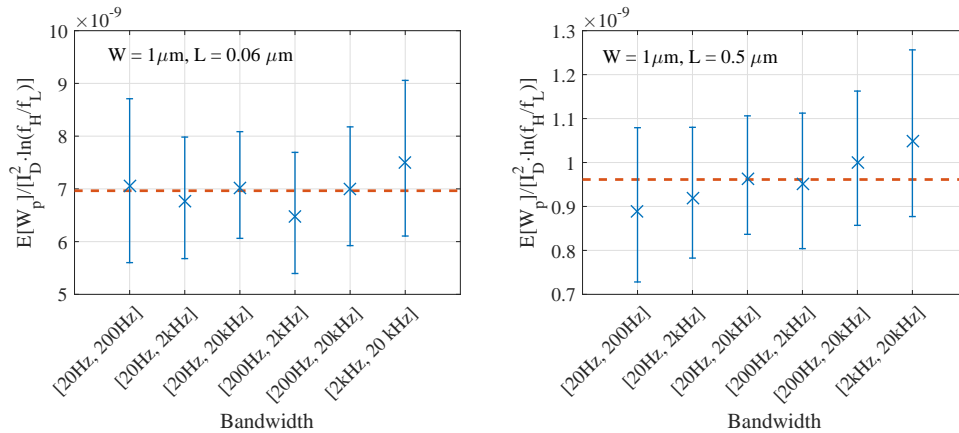 ×10⁻⁹
10
9
8
7
6
5
E[W_p]/[I_D^2·ln(f_H/f_L)]
W = 1μm, L = 0.06 μm
[20Hz, 200Hz]
[20Hz, 2kHz]
[20Hz, 20kHz]
[200Hz, 2kHz]
[200Hz, 20kHz]
[2kHz, 20 kHz]
Bandwidth
×10⁻⁹
1.3
1.2
1.1
1
0.9
0.8
0.7
E[W_p]/[I_D^2·ln(f_H/f_L)]
W = 1μm, L = 0.5 μm
[20Hz, 200Hz]
[20Hz, 2kHz]
[20Hz, 20kHz]
[200Hz, 2kHz]
[200Hz, 20kHz]
[2kHz, 20kHz]
Bandwidth